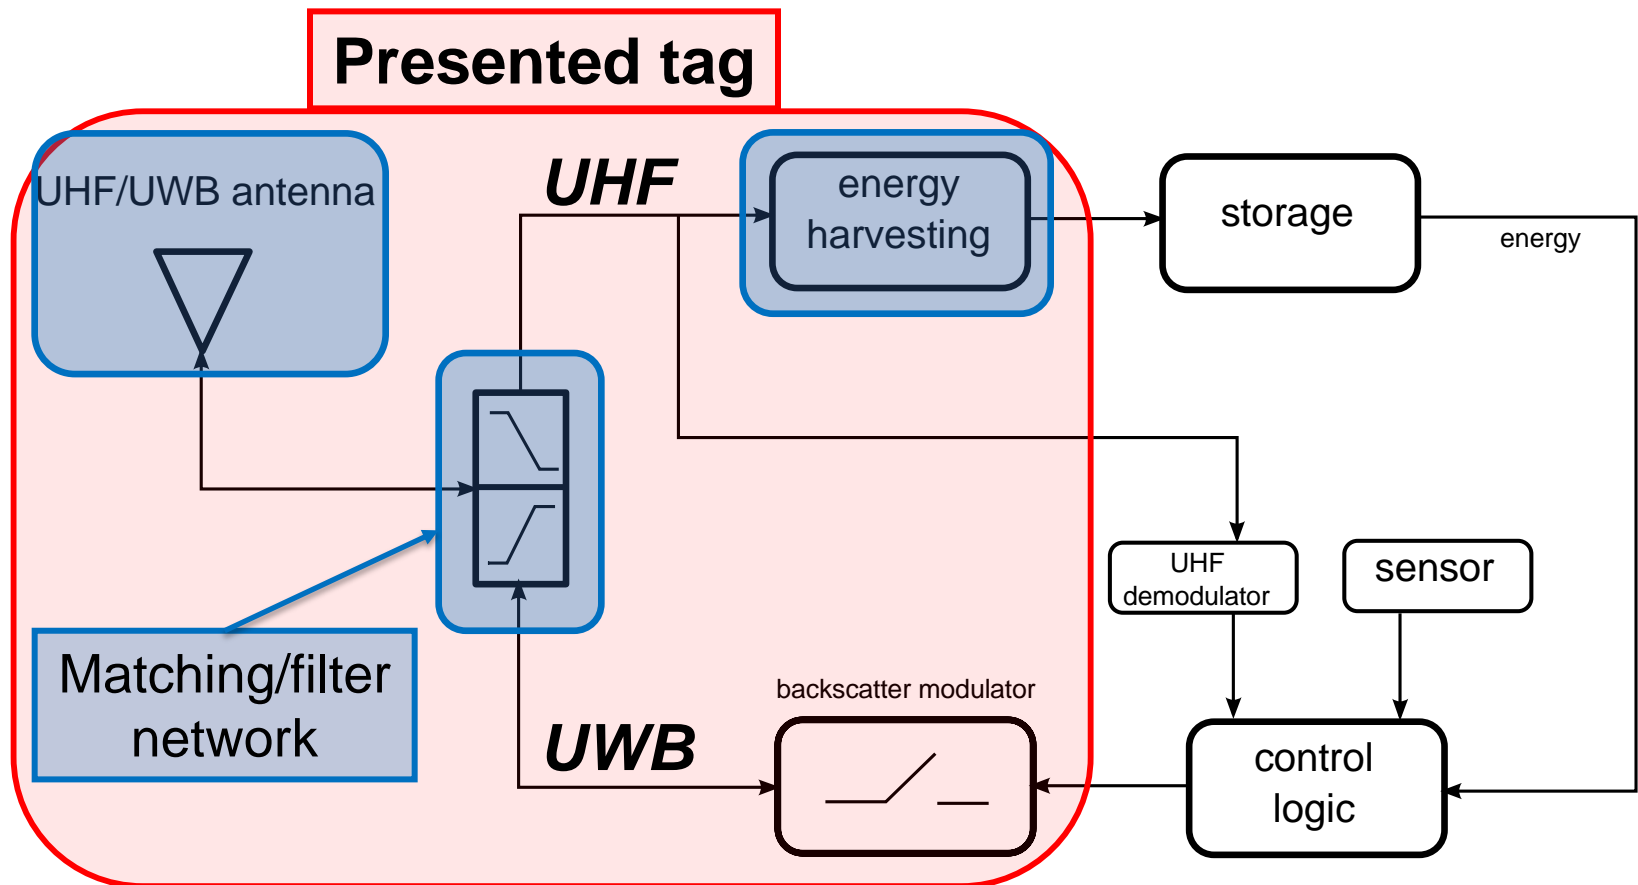 Presented tag
UHF/UWB antenna
UHF
energy
harvesting
storage
energy
UHF
demodulator
sensor
Matching/filter
network
backscatter modulator
UWB
control
logic